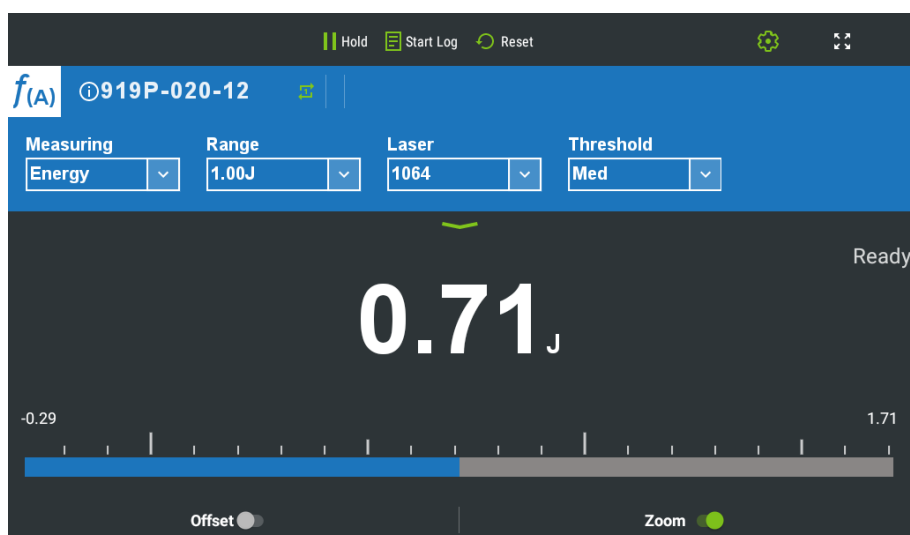 Hold Start Log Reset
f(A) 919P-020-12
Measuring Range Laser Threshold
Energy 1.00J 1064 Med
Ready
0.71 J
-0.29 1.71
Offset Zoom